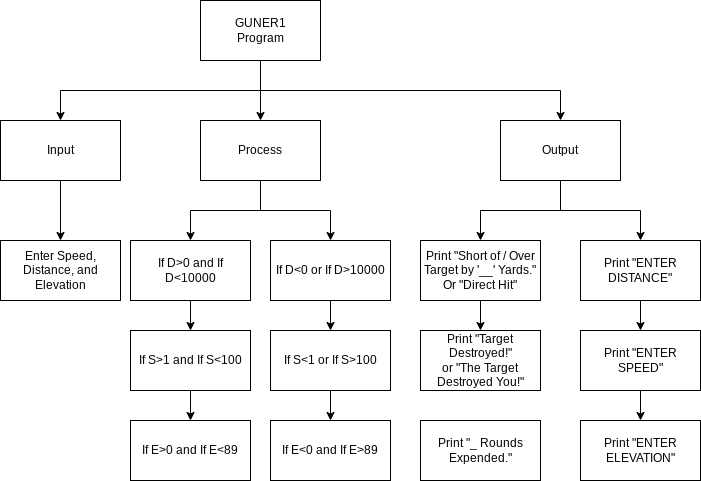 GUNER1
Program
Input
Process
Output
Enter Speed,
Distance, and
Elevation
If D>0 and If
D<10000
If D<0 or If D>10000
Print "Short of / Over
Target by '__' Yards."
Or "Direct Hit"
Print "ENTER
DISTANCE"
If S>1 and If S<100
If S<1 or If S>100
Print "Target
Destroyed!"
or "The Target
Destroyed You!"
Print "ENTER
SPEED"
If E>0 and If E<89
If E<0 and If E>89
Print "_ Rounds
Expended."
Print "ENTER
ELEVATION"